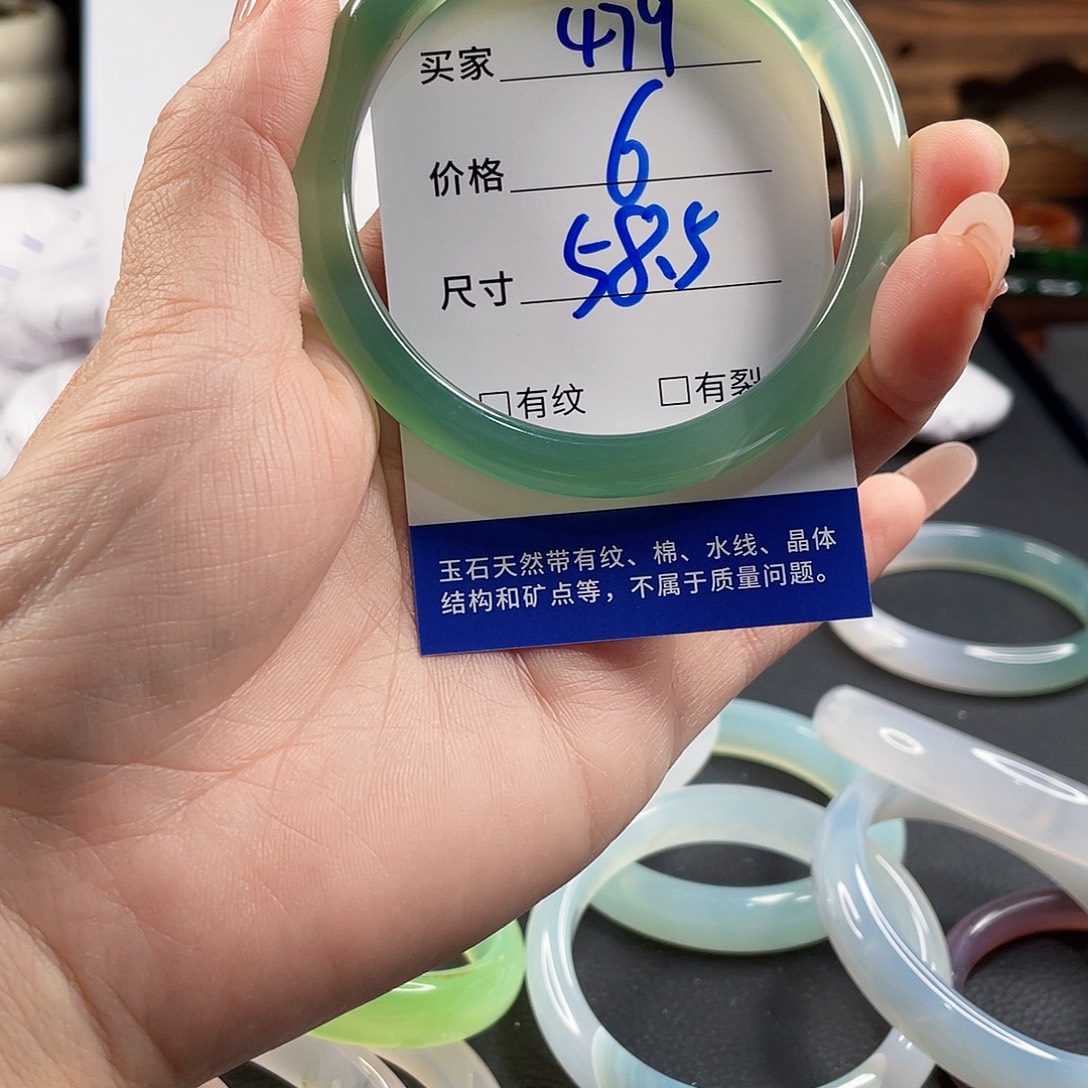 买家 479
价格 6
尺寸 58.5
□有纹 □有裂
玉石天然带有纹、棉、水线、晶体
结构和矿点等，不属于质量问题。